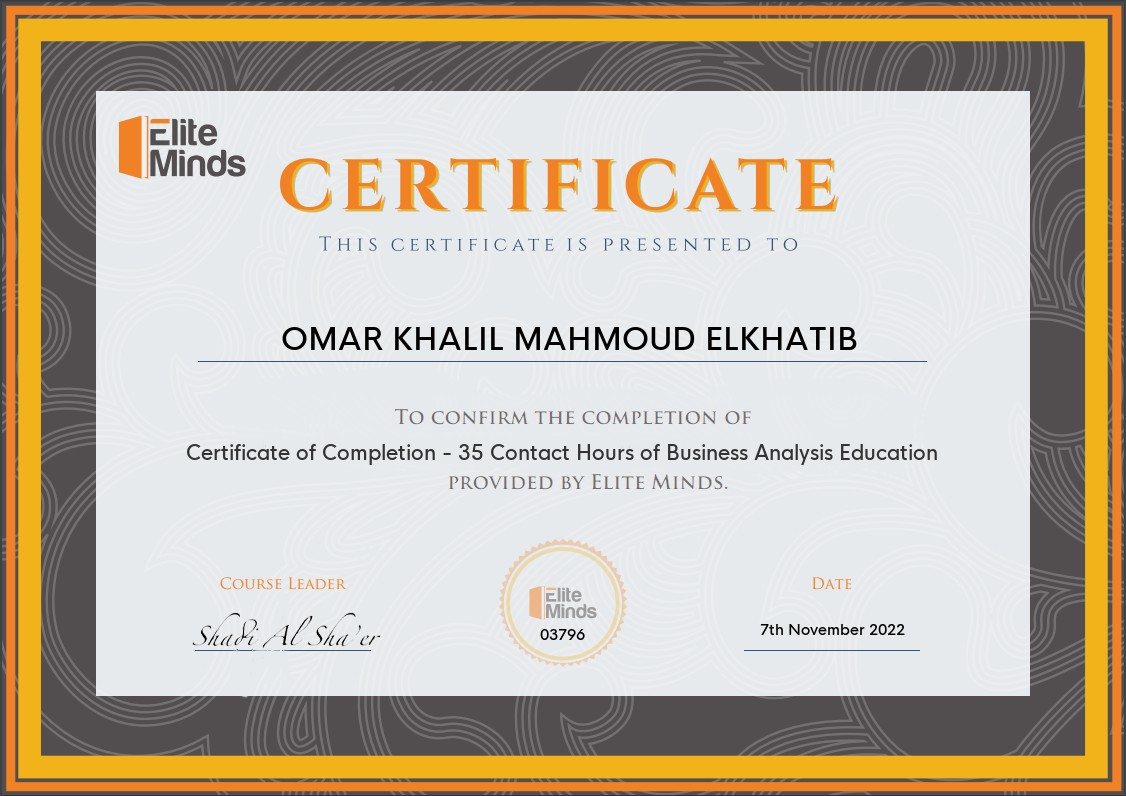 Elite
Minds
CERTIFICATE
THIS CERTIFICATE IS PRESENTED TO
OMAR KHALIL MAHMOUD ELKHATIB
TO CONFIRM THE COMPLETION OF
Certificate of Completion - 35 Contact Hours of Business Analysis Education
PROVIDED BY ELITE MINDS.
COURSE LEADER
Shadi Al Sha'er
Elite
Minds
03796
DATE
7th November 2022